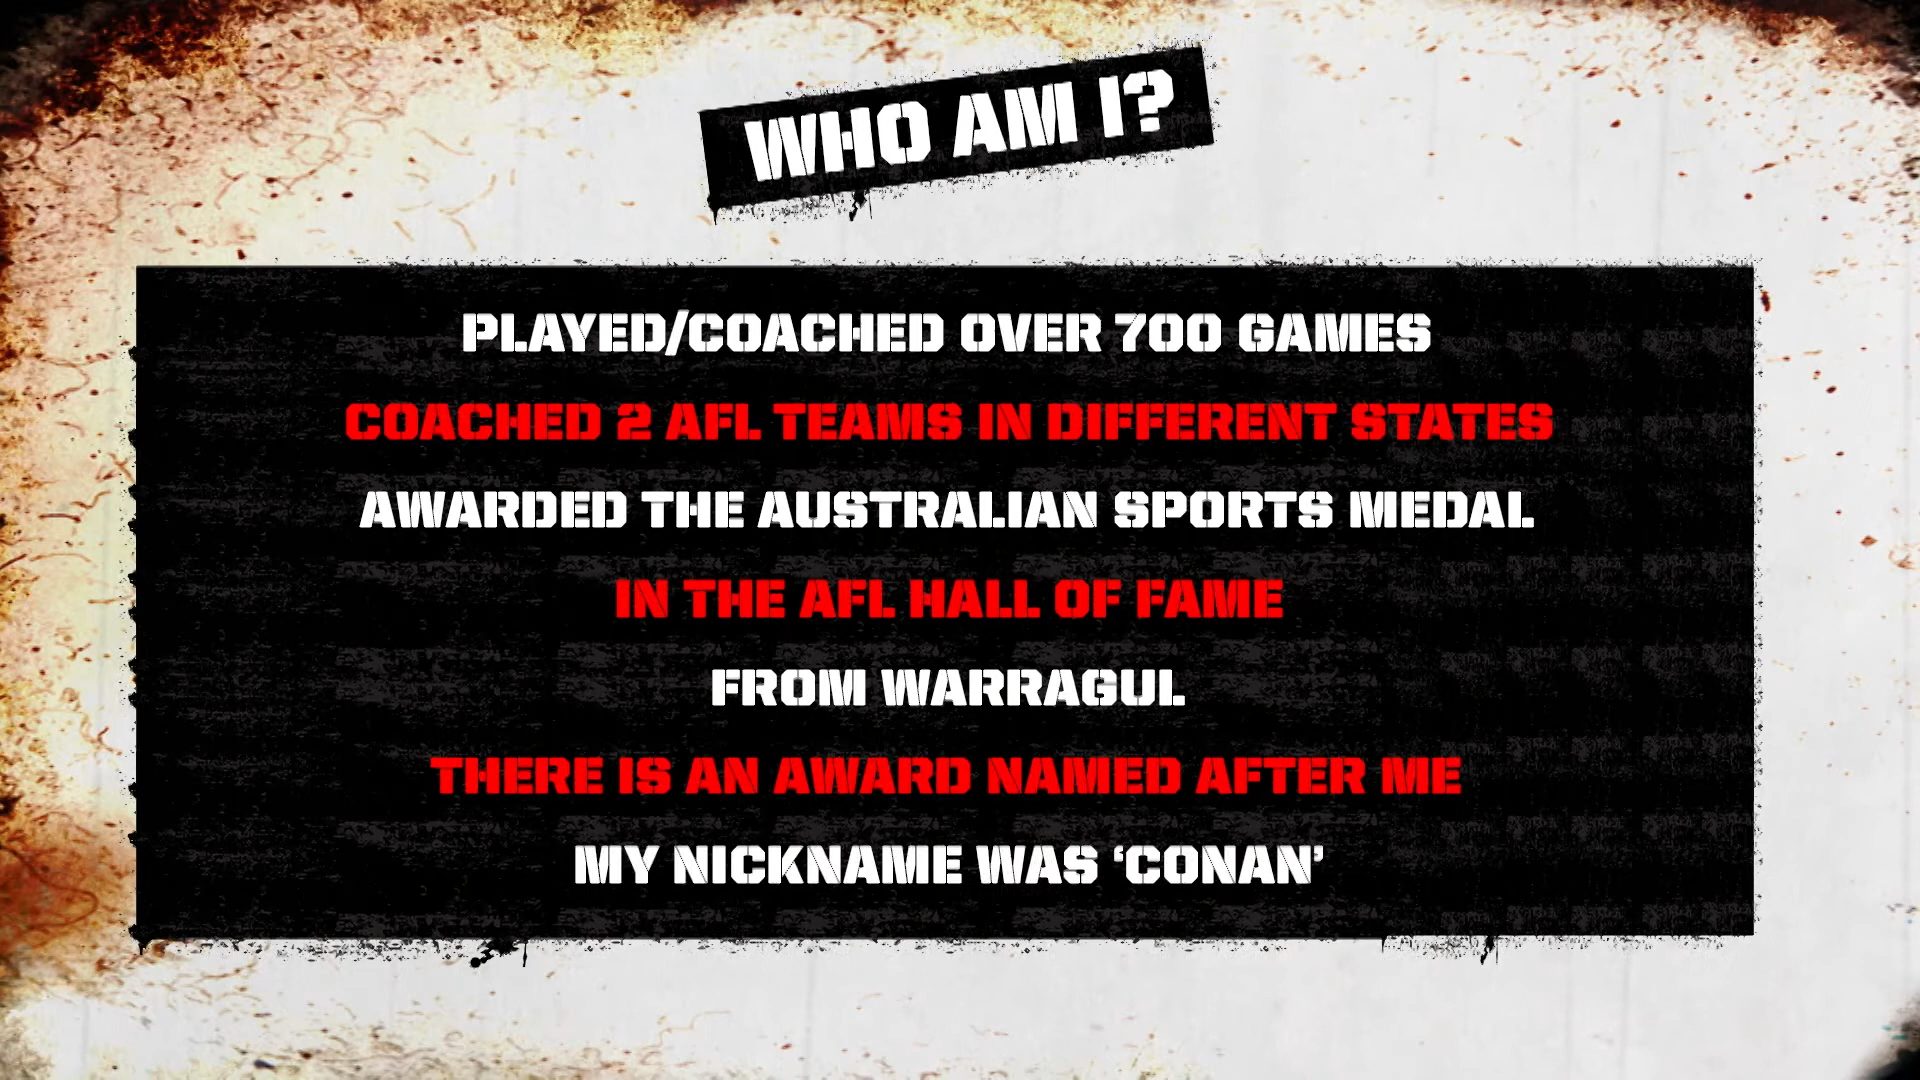 WHO AM I?
PLAYED/COACHED OVER 700 GAMES
COACHED 2 AFL TEAMS IN DIFFERENT STATES
AWARDED THE AUSTRALIAN SPORTS MEDAL
IN THE AFL HALL OF FAME
FROM WARRAGUL
THERE IS AN AWARD NAMED AFTER ME
MY NICKNAME WAS ‘CONAN’